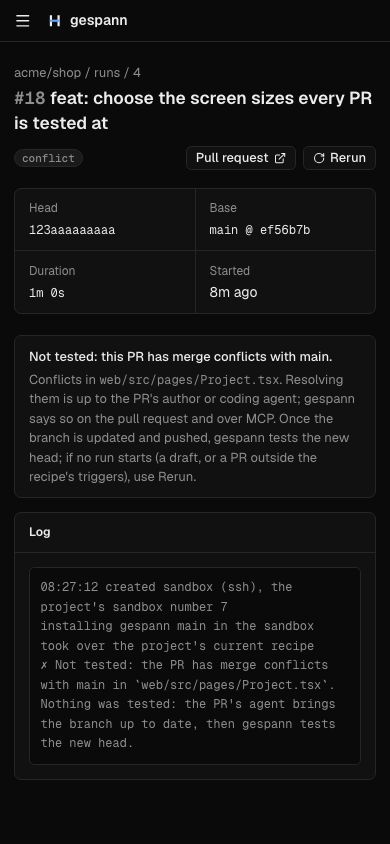 gespann
acme/shop / runs / 4
#18 feat: choose the screen sizes every PR
is tested at
conflict
Pull request
Rerun
Head
123aaaaaaaaa
Base
main @ ef56b7b
Duration
1m 0s
Started
8m ago
Not tested: this PR has merge conflicts with main.
Conflicts in web/src/pages/Project.tsx. Resolving
them is up to the PR's author or coding agent; gespann
says so on the pull request and over MCP. Once the
branch is updated and pushed, gespann tests the new
head; if no run starts (a draft, or a PR outside the
recipe's triggers), use Rerun.
Log
08:27:12 created sandbox (ssh), the
project's sandbox number 7
installing gespann main in the sandbox
took over the project's current recipe
✗ Not tested: the PR has merge conflicts
with main in `web/src/pages/Project.tsx`.
Nothing was tested: the PR's agent brings
the branch up to date, then gespann tests
the new head.